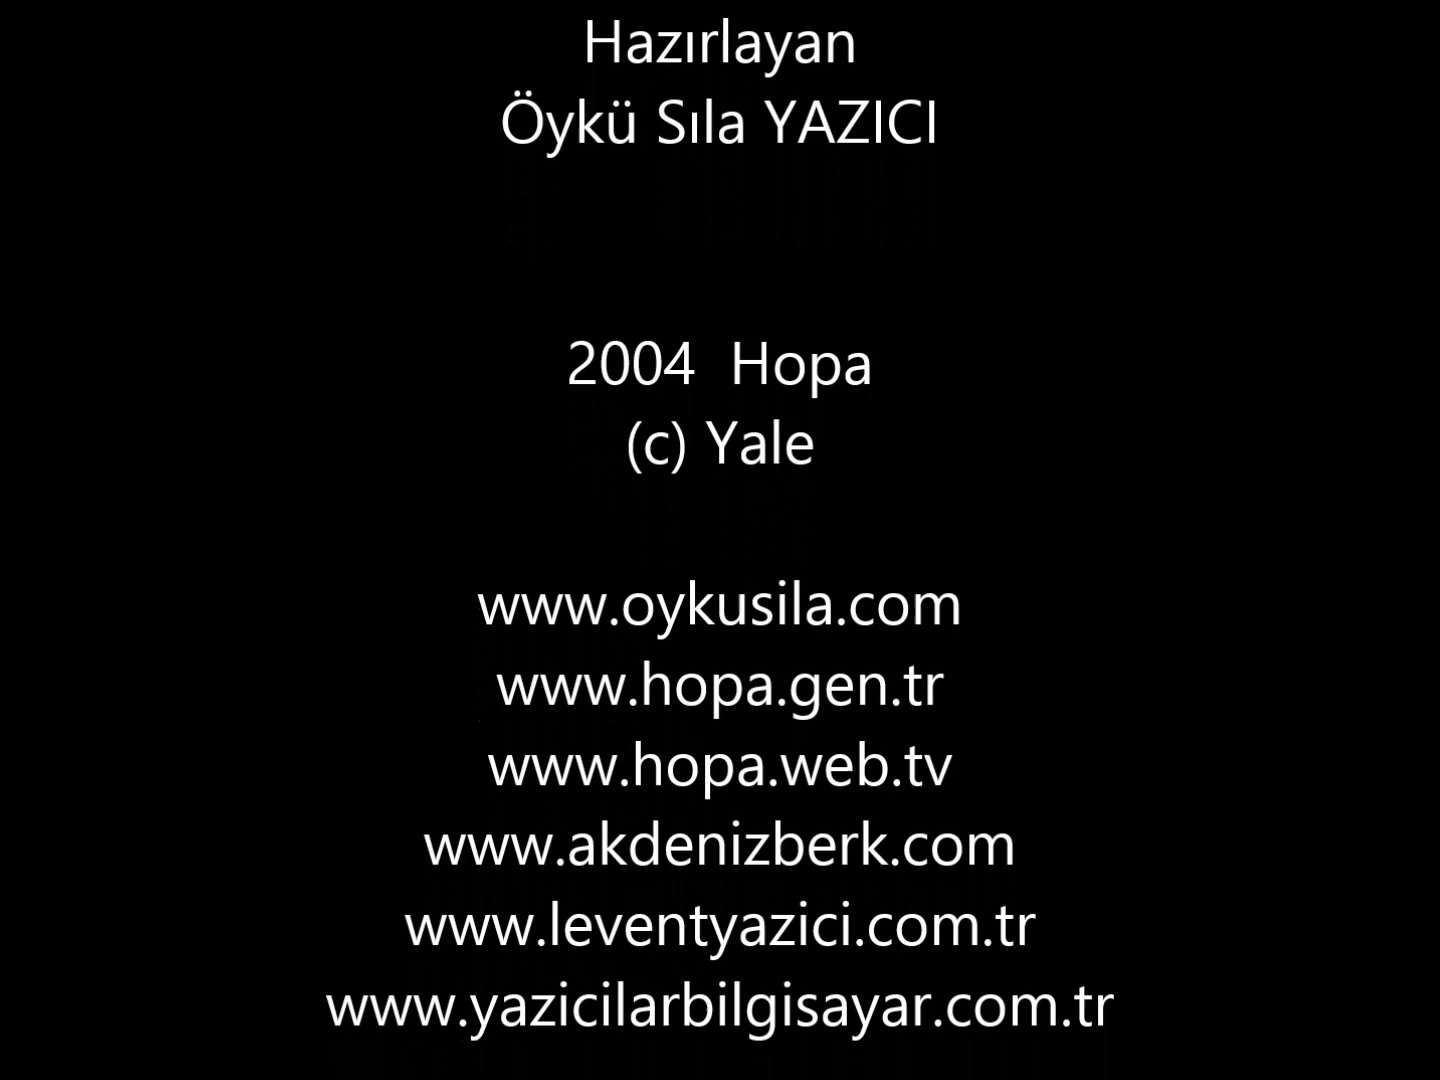 Hazırlayan
Öykü Sıla YAZICI
2004  Hopa
(c) Yale
www.oykusila.com
www.hopa.gen.tr
www.hopa.web.tv
www.akdenizberk.com
www.leventyazici.com.tr
www.yazicilarbilgisayar.com.tr